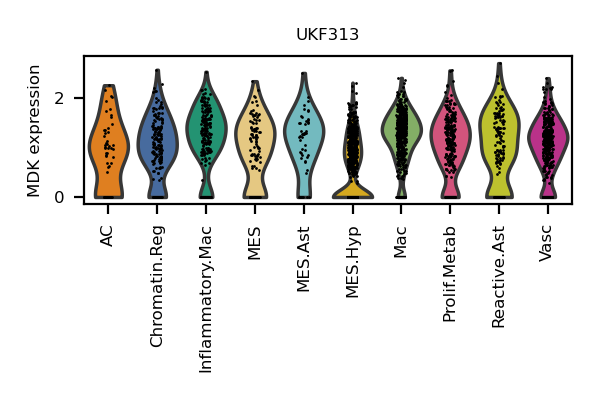 UKF313
MDK expression
2
0
AC
Chromatin.Reg
Inflammatory.Mac
MES
MES.Ast
MES.Hyp
Mac
Prolif.Metab
Reactive.Ast
Vasc